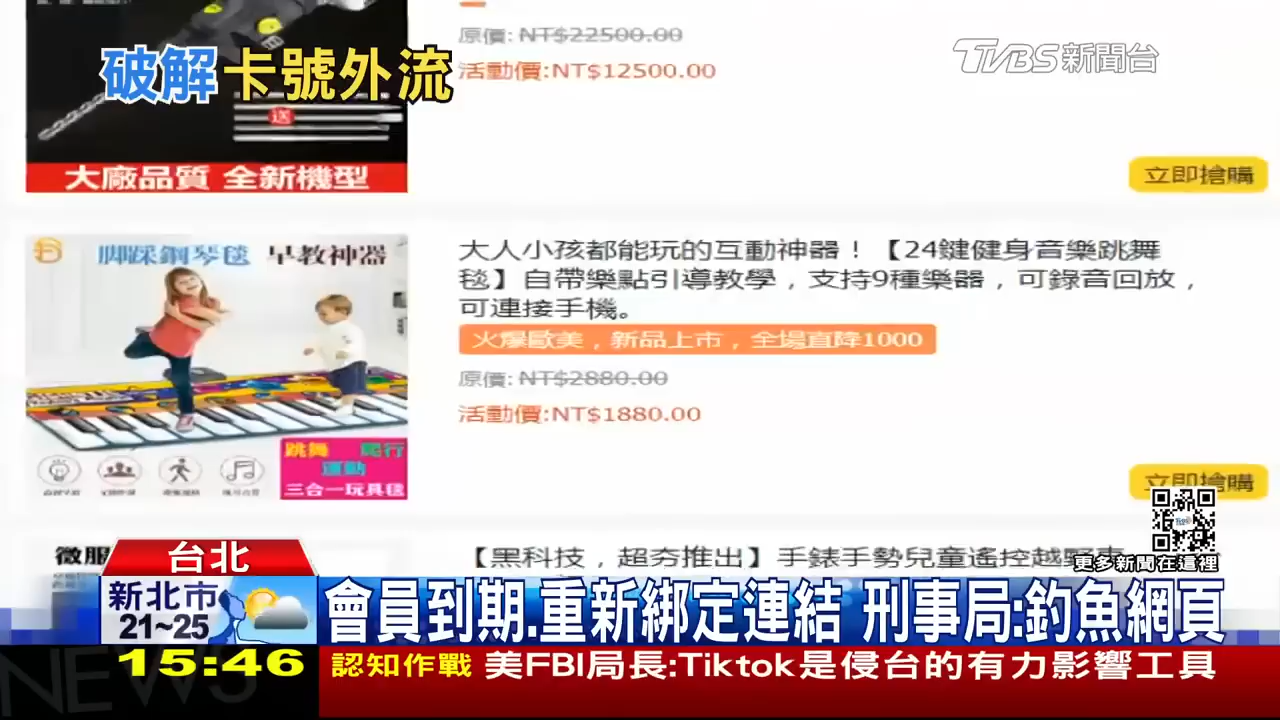 原價: NT$22500.00
活動價:NT$12500.00
TVBS新聞台
破解卡號外流
送
大廠品質 全新機型
立即搶購
脚踩鋼琴毯 早教神器
大人小孩都能玩的互動神器！【24鍵健身音樂跳舞
毯】自帶樂點引導教學，支持9種樂器，可錄音回放，
可連接手機。
火爆歐美，新品上市，全場直降1000
原價: NT$2880.00
活動價:NT$1880.00
跳舞 爬行
運動
三合一玩具毯
立即搶購
微服
【黑科技，超夯推出】手錶手勢兒童遙控越野車
更多新聞在這裡
台北
新北市
21~25
會員到期.重新綁定連結 刑事局:釣魚網頁
15:46
認知作戰 美FBI局長:Tiktok是侵台的有力影響工具
NEWS